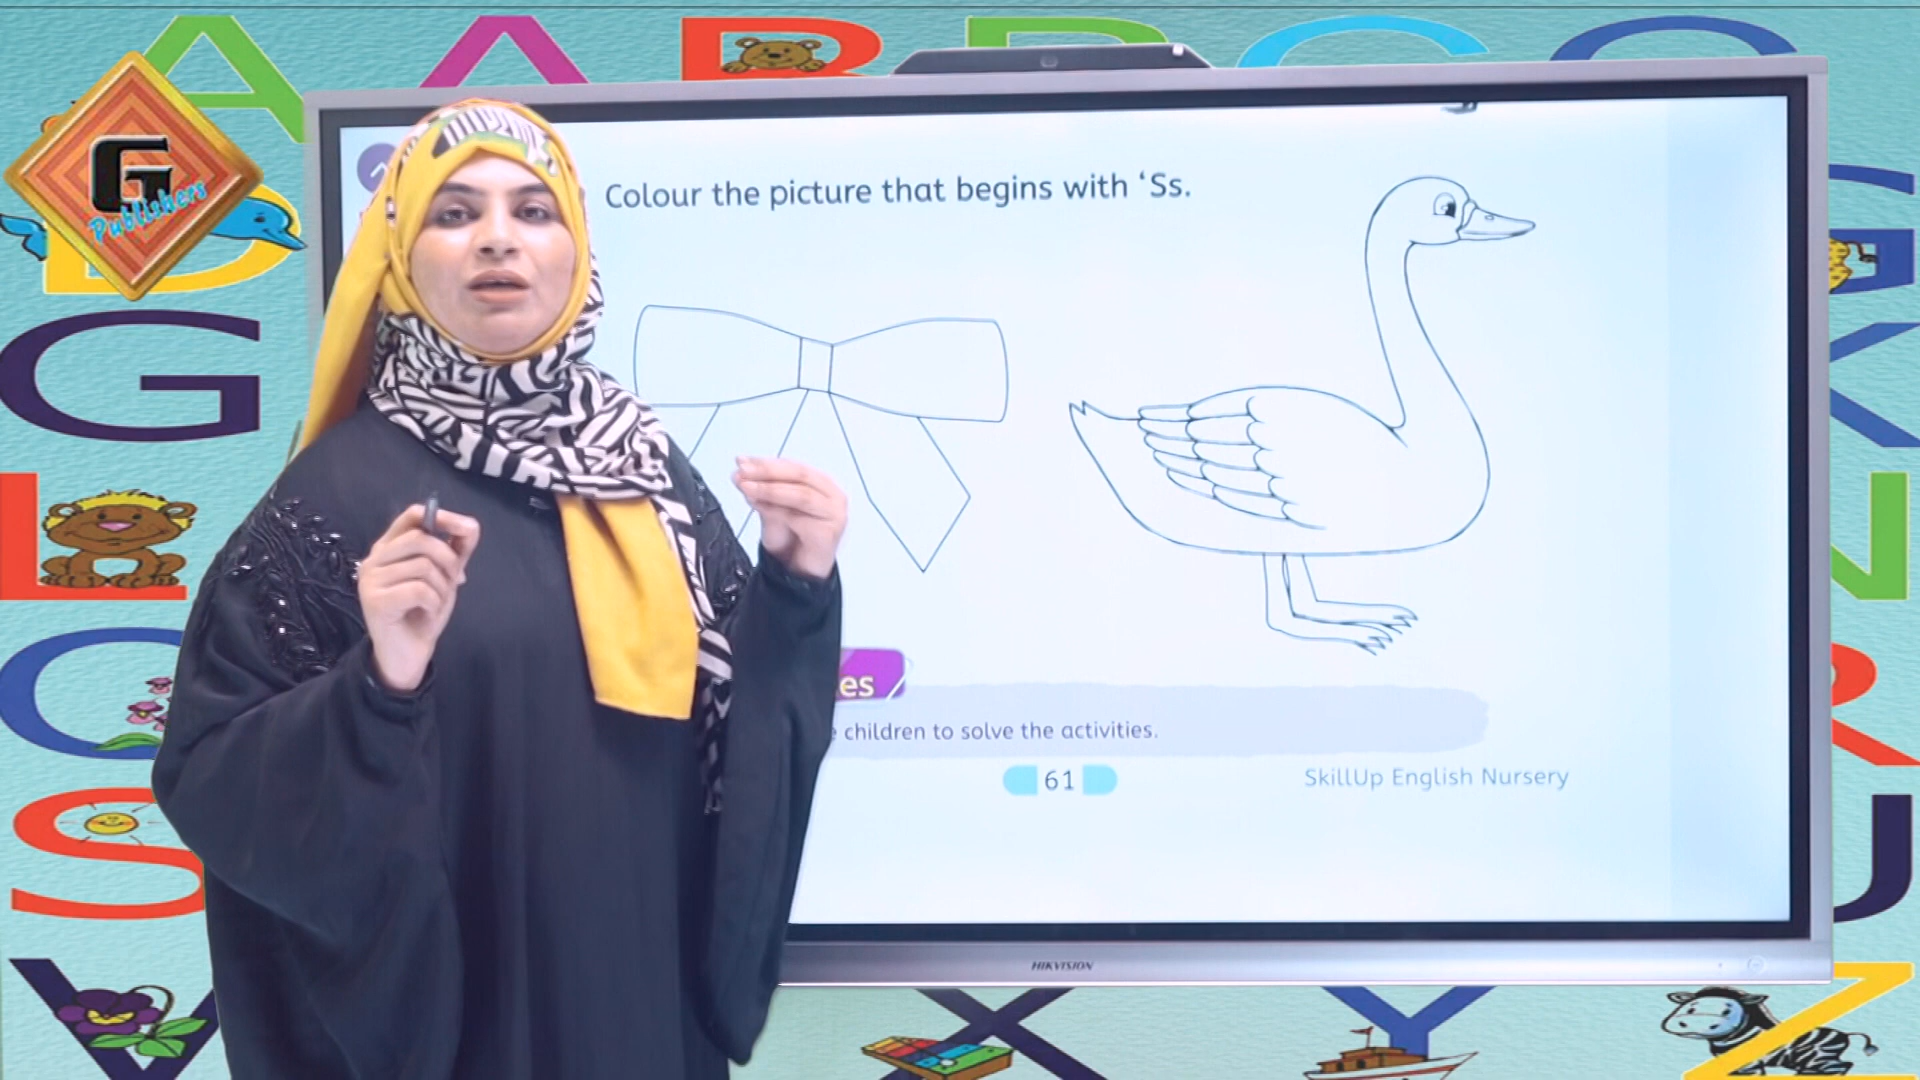 G
Publishers
Colour the picture that begins with ‘Ss.
es
children to solve the activities.
61
SkillUp English Nursery
HIKVISION
A A B B C C
D
G
K
L
N
S
U
V
X
Y
Z